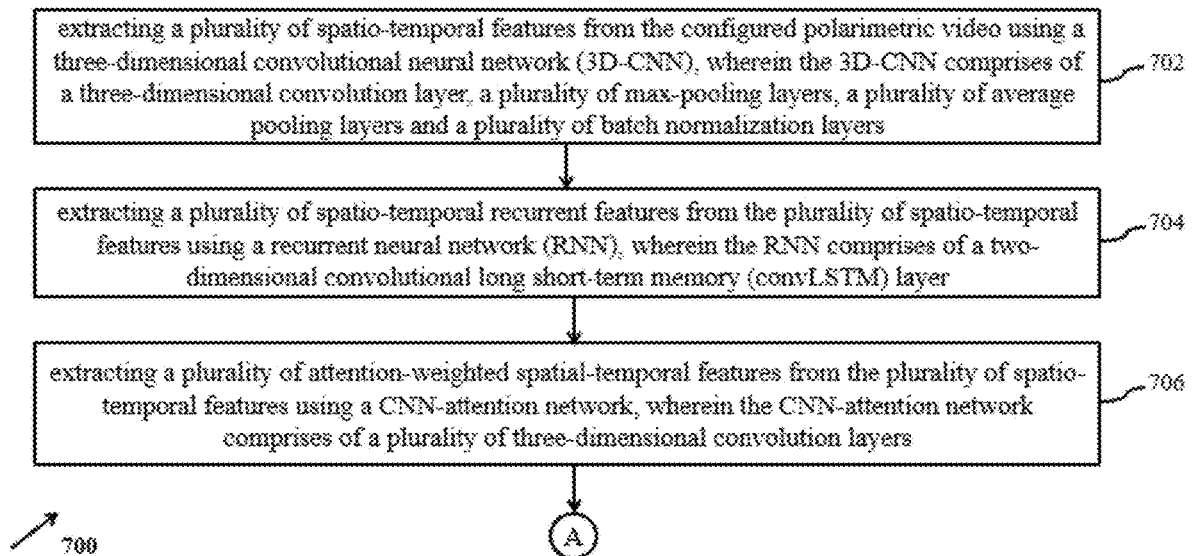 extracting a plurality of spatio-temporal features from the configured polarimetric video using a
three-dimensional convolutional neural network (3D-CNN), wherein the 3D-CNN comprises of
a three-dimensional convolution layer, a plurality of max-pooling layers, a plurality of average
pooling layers and a plurality of batch normalization layers
702
extracting a plurality of spatio-temporal recurrent features from the plurality of spatio-temporal
features using a recurrent neural network (RNN), wherein the RNN comprises of a two-
dimensional convolutional long short-term memory (convLSTM) layer
704
extracting a plurality of attention-weighted spatial-temporal features from the plurality of spatio-
temporal features using a CNN-attention network, wherein the CNN-attention network
comprises of a plurality of three-dimensional convolution layers
706
700
A